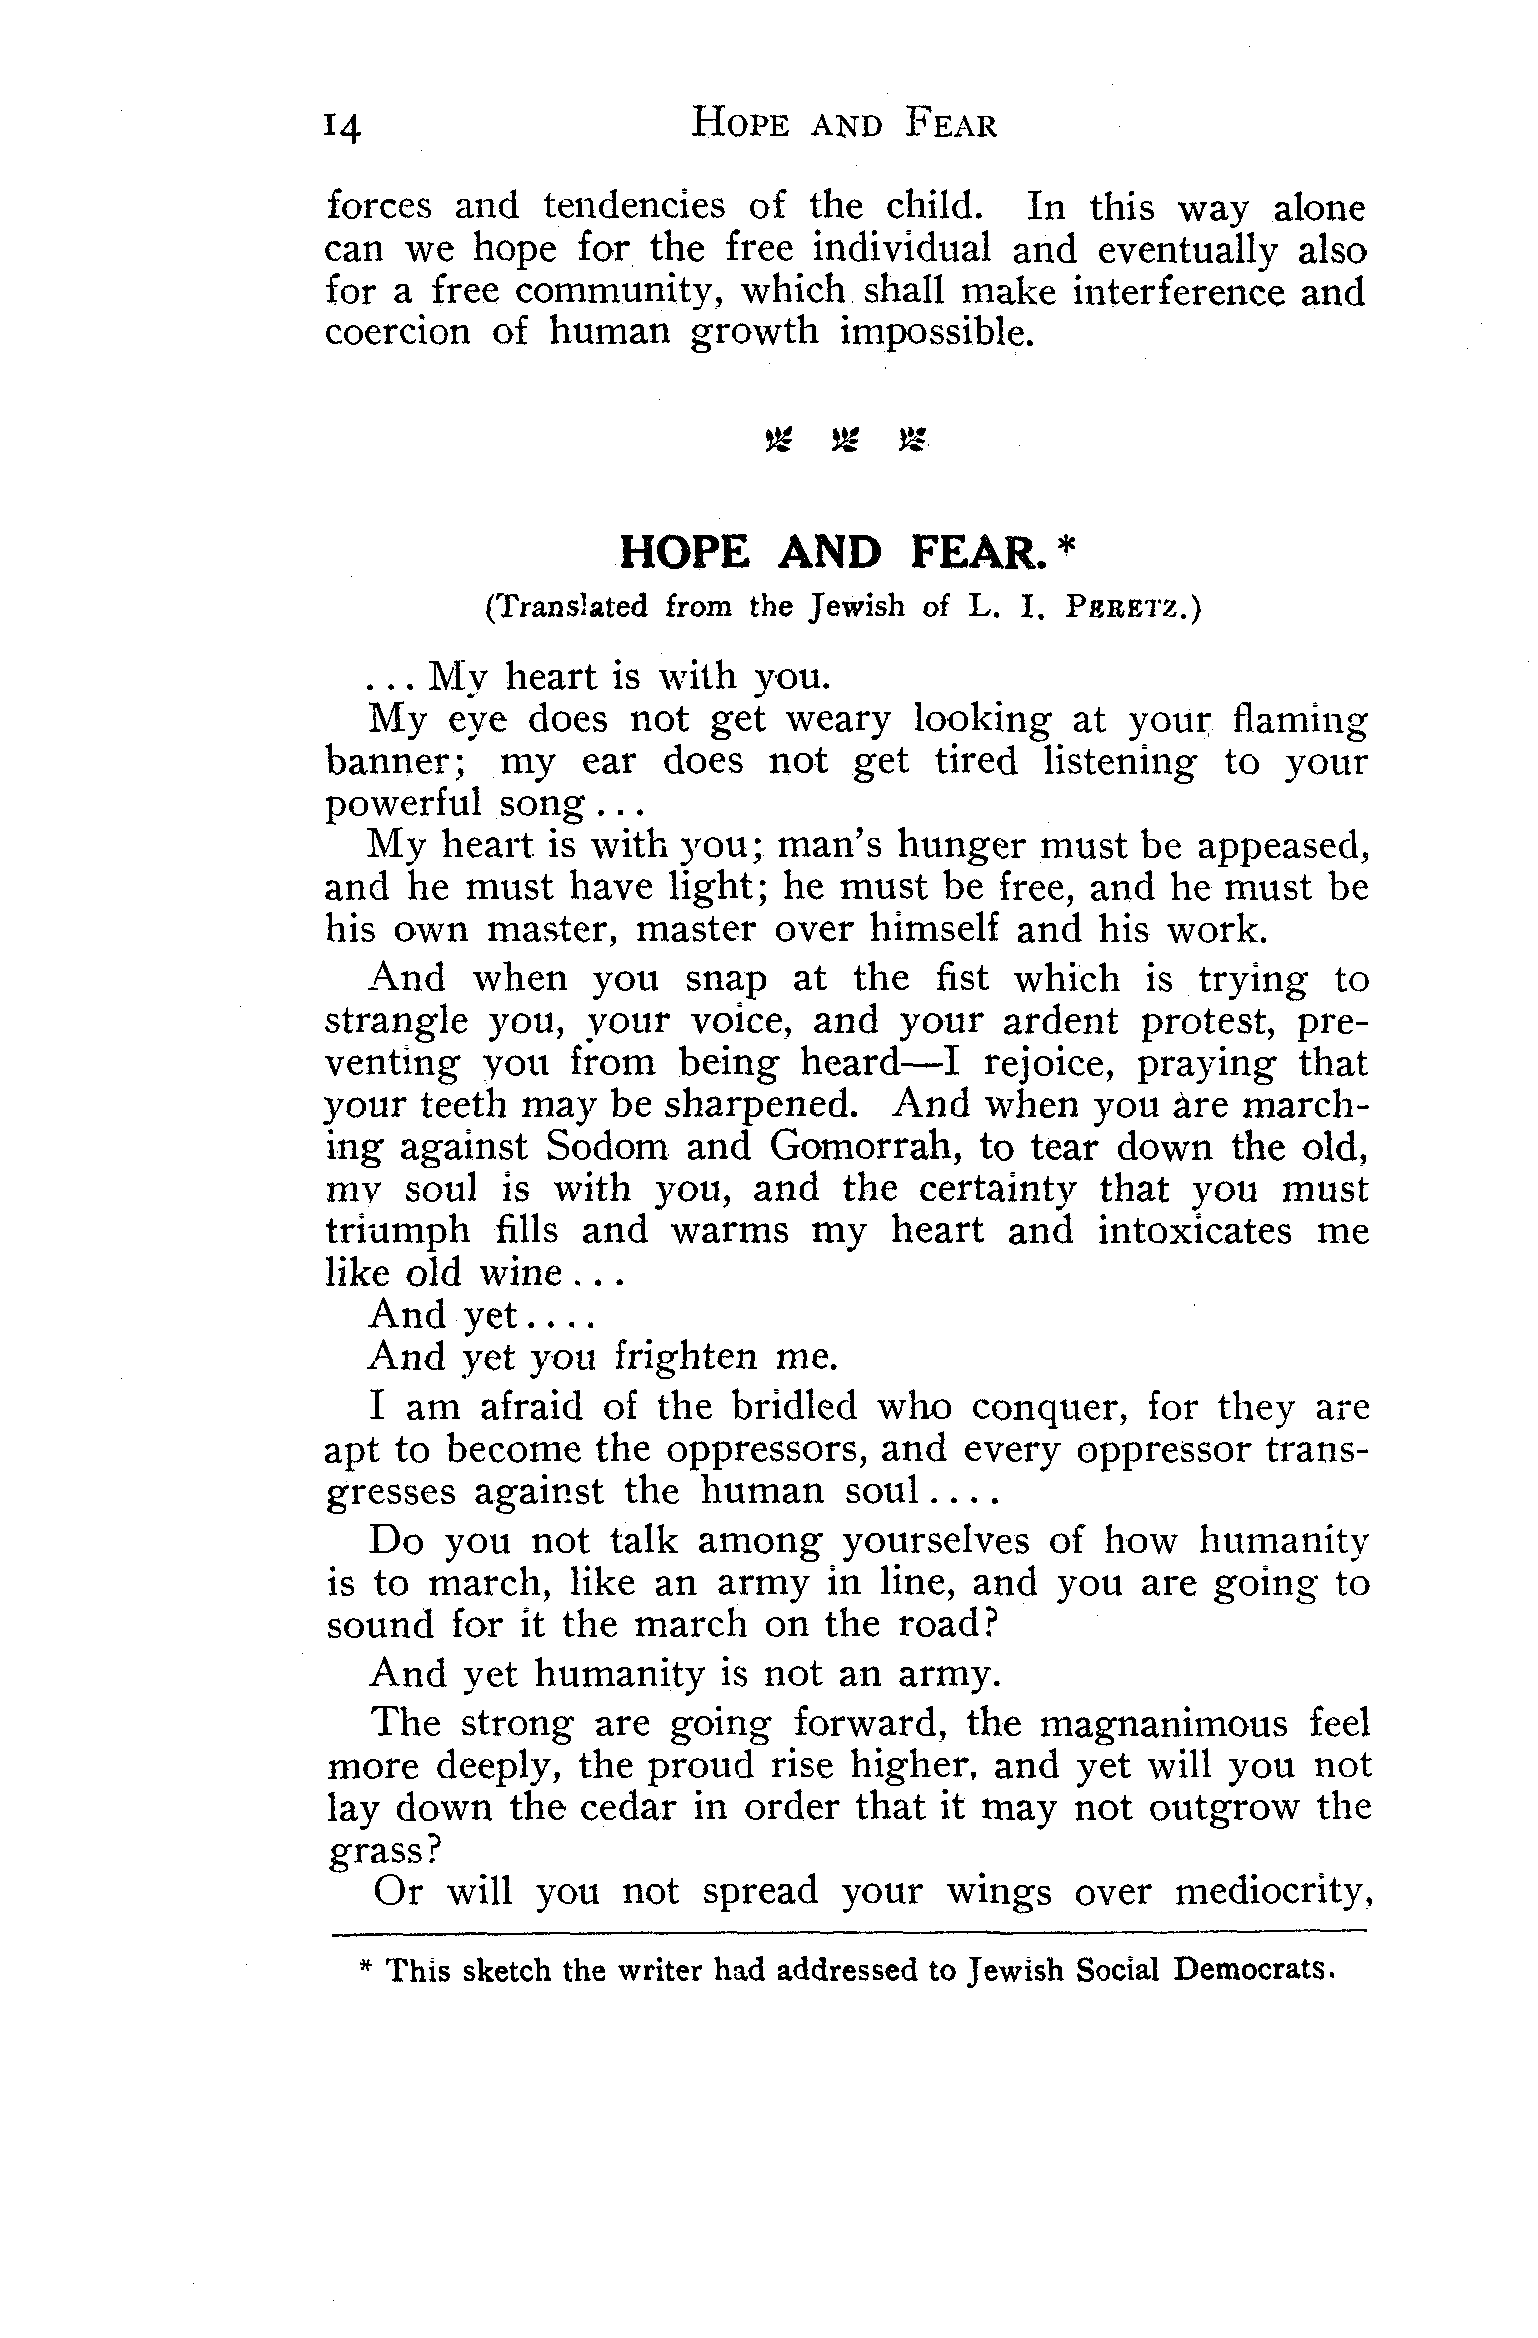 14 HOPE AND FEAR
forces and tendencies of the child. In this way alone
can we hope for the free individual and eventually also
for a free community, which shall make interference and
coercion of human growth impossible.
HOPE AND FEAR.*
(Translated from the Jewish of L. I. PERETZ.)
... My heart is with you.
My eye does not get weary looking at your flaming
banner; my ear does not get tired listening to your
powerful song ...
My heart is with you; man's hunger must be appeased,
and he must have light; he must be free, and he must be
his own master, master over himself and his work.
And when you snap at the fist which is trying to
strangle you, your voice, and your ardent protest, pre-
venting you from being heard—I rejoice, praying that
your teeth may be sharpened. And when you are march-
ing against Sodom and Gomorrah, to tear down the old,
my soul is with you, and the certainty that you must
triumph fills and warms my heart and intoxicates me
like old wine ...
And yet ....
And yet you frighten me.
I am afraid of the bridled who conquer, for they are
apt to become the oppressors, and every oppressor trans-
gresses against the human soul ....
Do you not talk among yourselves of how humanity
is to march, like an army in line, and you are going to
sound for it the march on the road?
And yet humanity is not an army.
The strong are going forward, the magnanimous feel
more deeply, the proud rise higher, and yet will you not
lay down the cedar in order that it may not outgrow the
grass?
Or will you not spread your wings over mediocrity,
* This sketch the writer had addressed to Jewish Social Democrats.